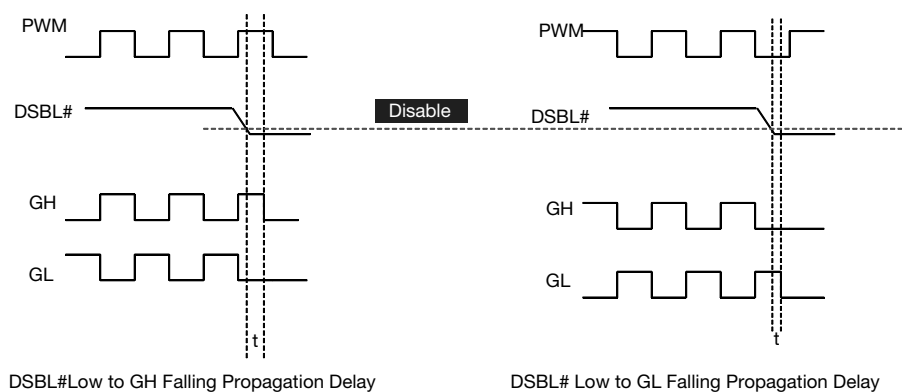 PWM
DSBL#
GH
GL
t
DSBL#Low to GH Falling Propagation Delay
Disable
PWM
DSBL#
GH
GL
t
DSBL# Low to GL Falling Propagation Delay